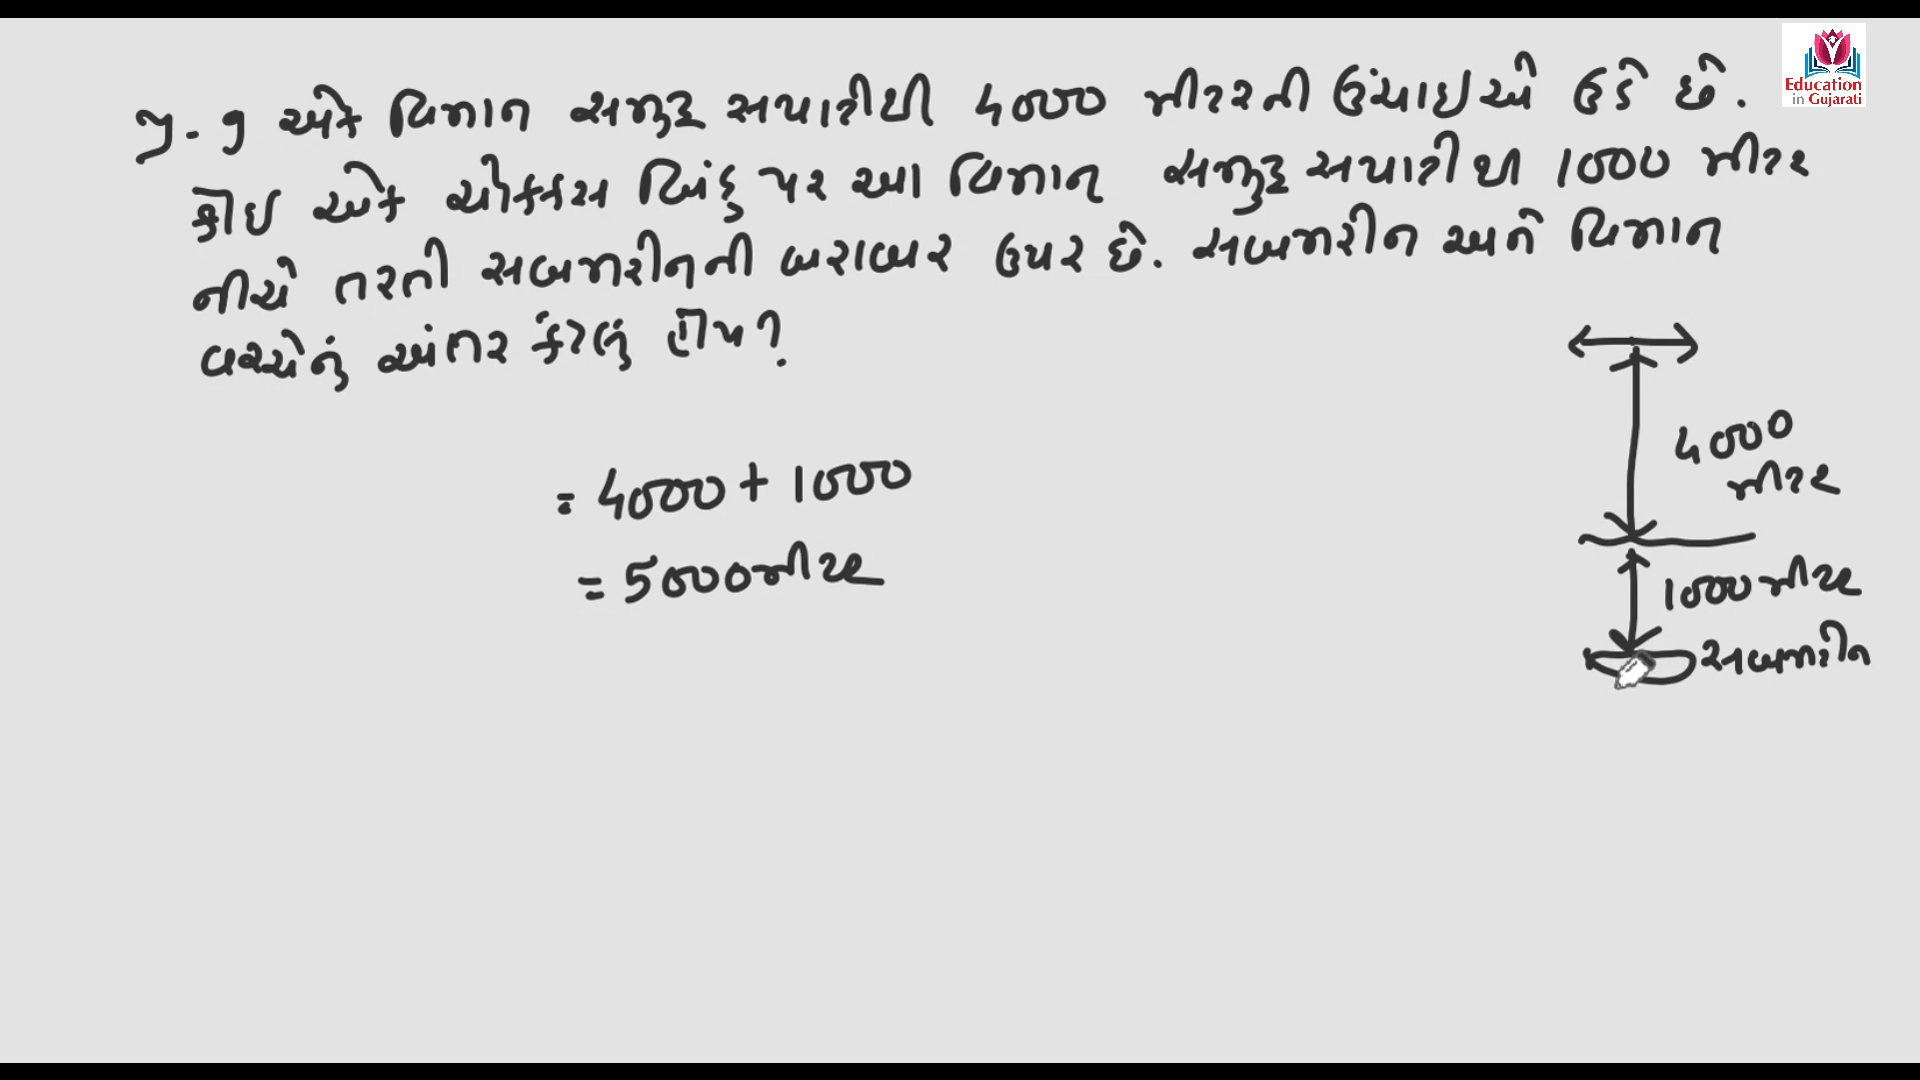 પ્ર-૧ એક વિમાન સમુદ્ર સપાટીથી 4000 મીટરની ઉંચાઇએ ઉડે છે.
કોઇ એક ચોક્કસ બિંદુ પર આ વિમાન સમુદ્ર સપાટીથી 1000 મીટર
નીચે તરતી સબમરીનની બરાબર ઉપર છે. સબમરીન અને વિમાન
વચ્ચેનું અંતર કેટલું હોય?
= 4000 + 1000
= 5000 મીટર
4000
મીટર
1000 મીટર
સબમરીન
Education
in Gujarati